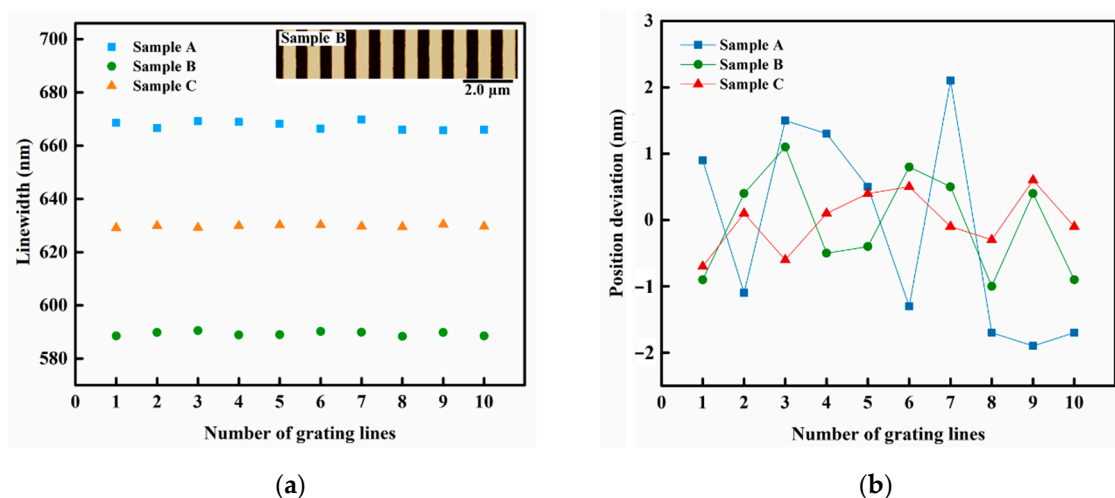 700
680
660
640
620
600
580
Linewidth (nm)
Sample A
Sample B
Sample C
Sample B
2.0 μm
0 1 2 3 4 5 6 7 8 9 10
Number of grating lines
(a)
3
2
1
0
−1
−2
Position deviation (nm)
Sample A
Sample B
Sample C
0 1 2 3 4 5 6 7 8 9 10
Number of grating lines
(b)